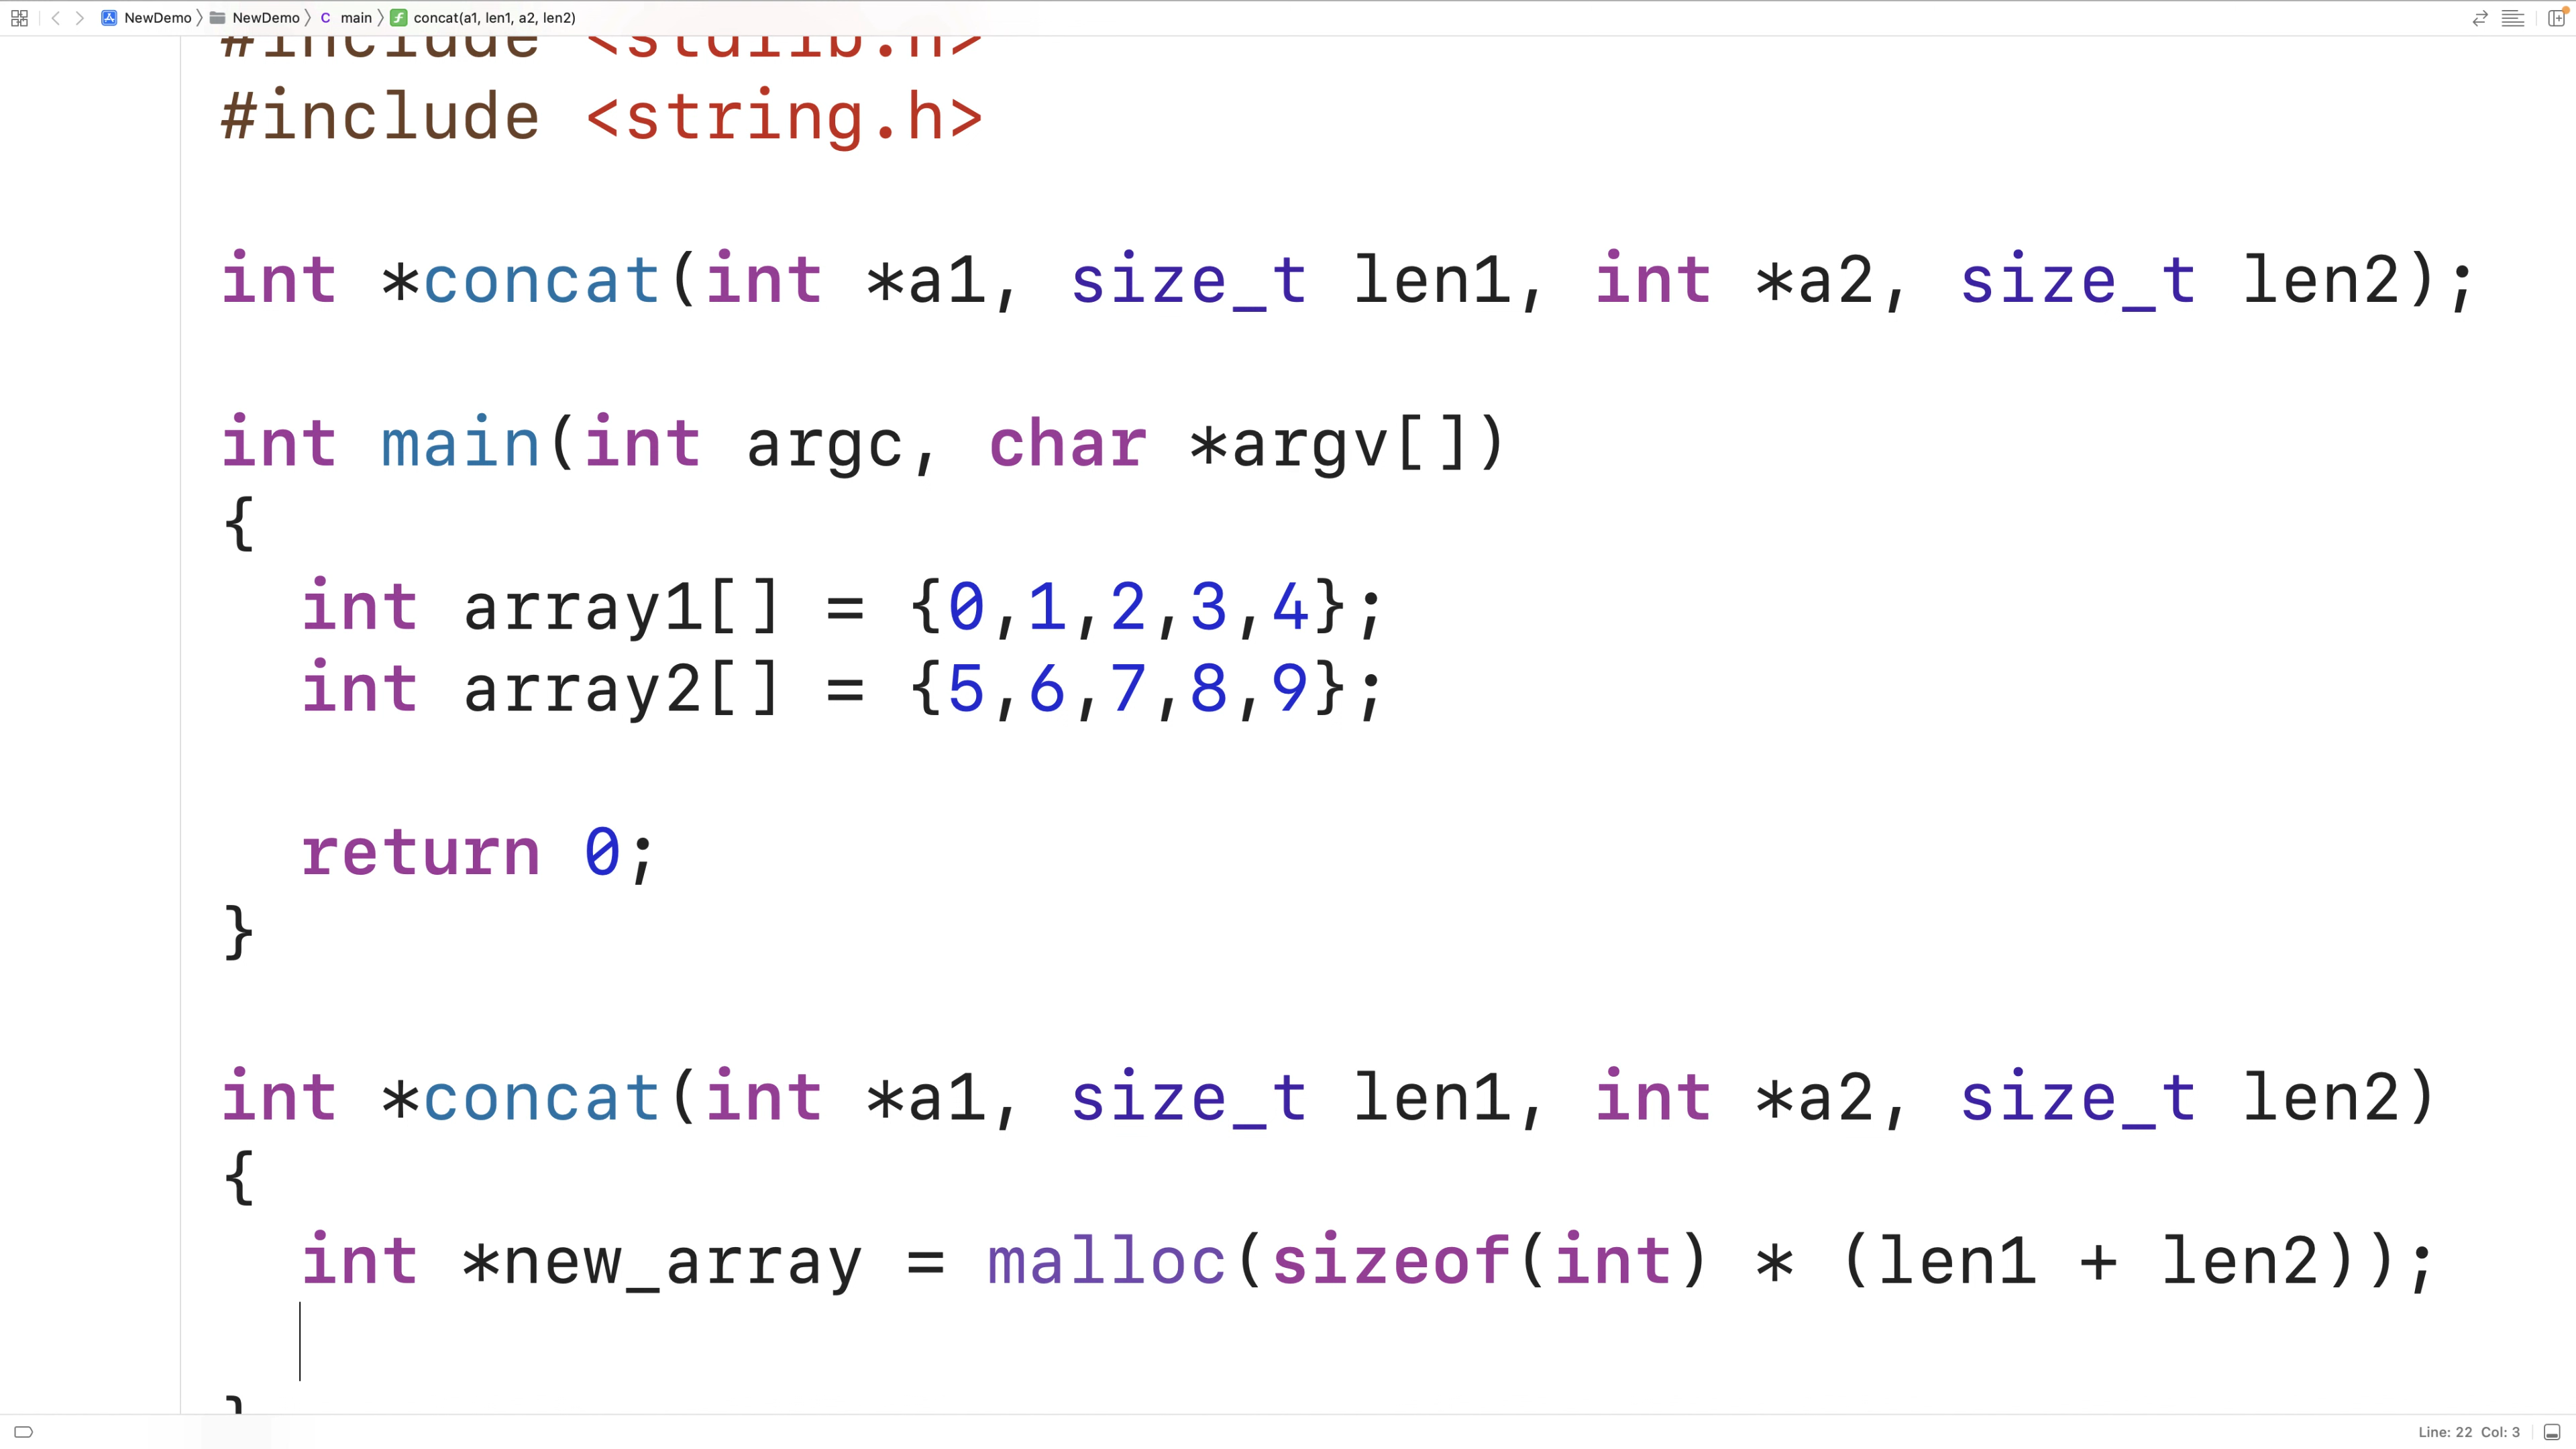 NewDemo NewDemo C main f concat(a1, len1, a2, len2)
#include <stdlib.h>
#include <string.h>
int *concat(int *a1, size_t len1, int *a2, size_t len2);
int main(int argc, char *argv[])
{
int array1[] = {0,1,2,3,4};
int array2[] = {5,6,7,8,9};
return 0;
}
int *concat(int *a1, size_t len1, int *a2, size_t len2)
{
int *new_array = malloc(sizeof(int) * (len1 + len2));
}
Line: 22 Col: 3